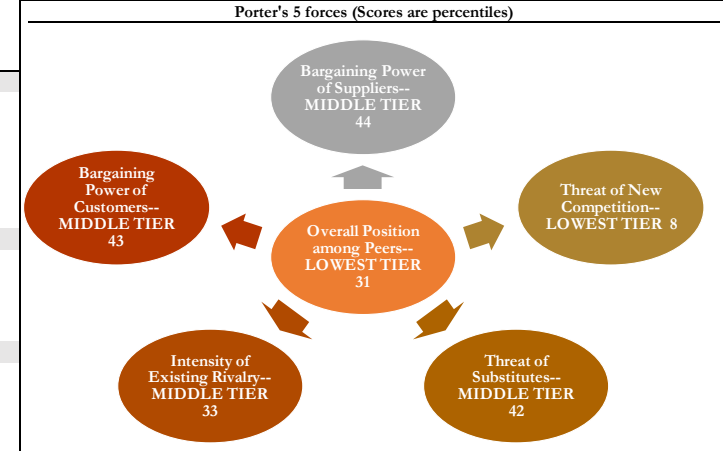 Porter's 5 forces (Scores are percentiles)
Bargaining Power
of Suppliers--
MIDDLE TIER
44
Bargaining
Power of
Customers--
MIDDLE TIER
43
Threat of New
Competition--
LOWEST TIER 8
Overall Position
among Peers--
LOWEST TIER
31
Intensity of
Existing Rivalry--
MIDDLE TIER
33
Threat of
Substitutes--
MIDDLE TIER
42